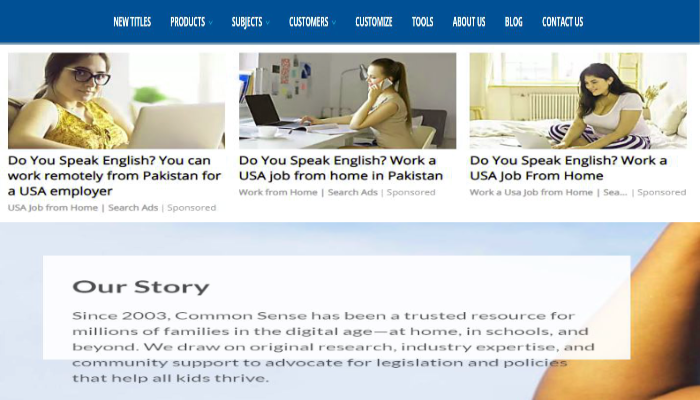 NEW TITLES PRODUCTS SUBJECTS CUSTOMERS CUSTOMIZE TOOLS ABOUT US BLOG CONTACT US
Do You Speak English? You can
work remotely from Pakistan for
a USA employer
USA Job from Home | Search Ads | Sponsored
Do You Speak English? Work a
USA job from home in Pakistan
Work from Home | Search Ads | Sponsored
Do You Speak English? Work a
USA Job From Home
Work a Usa Job from Home | Sea... | Sponsored
Our Story
Since 2003, Common Sense has been a trusted resource for
millions of families in the digital age—at home, in schools, and
beyond. We draw on original research, industry expertise, and
community support to advocate for legislation and policies
that help all kids thrive.